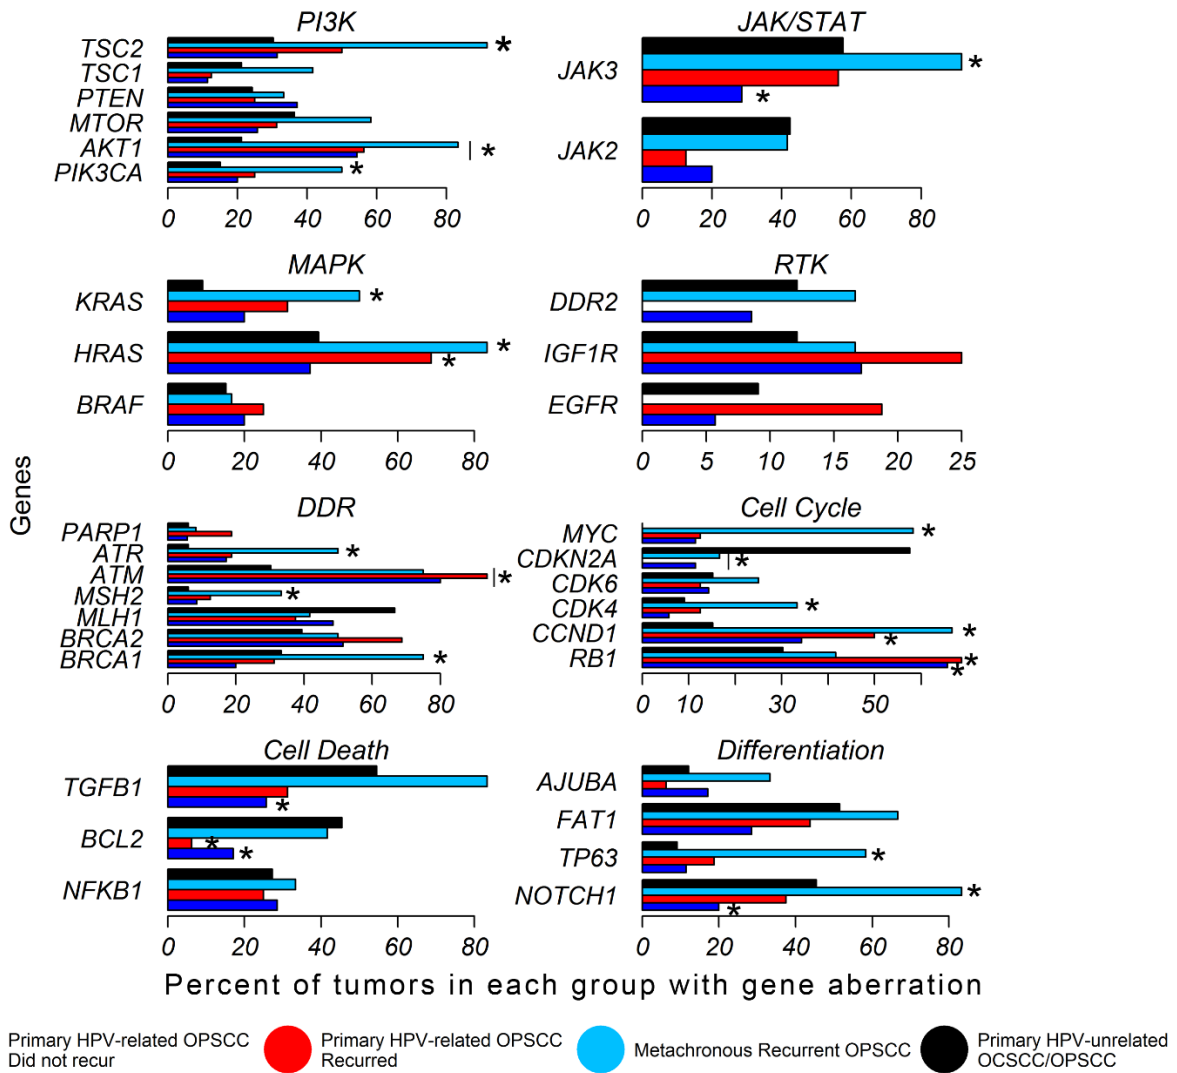 PI3K
TSC2
*
TSC1
PTEN
MTOR
AKT1
| *
PIK3CA
*
0 20 40 60 80
JAK/STAT
JAK3
*
*
JAK2
0 20 40 60 80
MAPK
KRAS
*
HRAS
*
*
BRAF
0 20 40 60 80
RTK
DDR2
IGF1R
EGFR
0 5 10 15 20 25
Genes
DDR
PARP1
ATR
*
ATM
| *
MSH2
*
MLH1
BRCA2
BRCA1
*
0 20 40 60 80
Cell Cycle
MYC
*
CDKN2A
| *
CDK6
CDK4
*
CCND1
*
*
RB1
*
*
0 10 30 50
Cell Death
TGFB1
*
BCL2
*
*
NFKB1
0 20 40 60 80
Differentiation
AJUBA
FAT1
TP63
*
NOTCH1
*
*
0 20 40 60 80
Percent of tumors in each group with gene aberration
Primary HPV-related OPSCC
Did not recur
Primary HPV-related OPSCC
Recurred
Metachronous Recurrent OPSCC
Primary HPV-unrelated
OCSCC/OPSCC